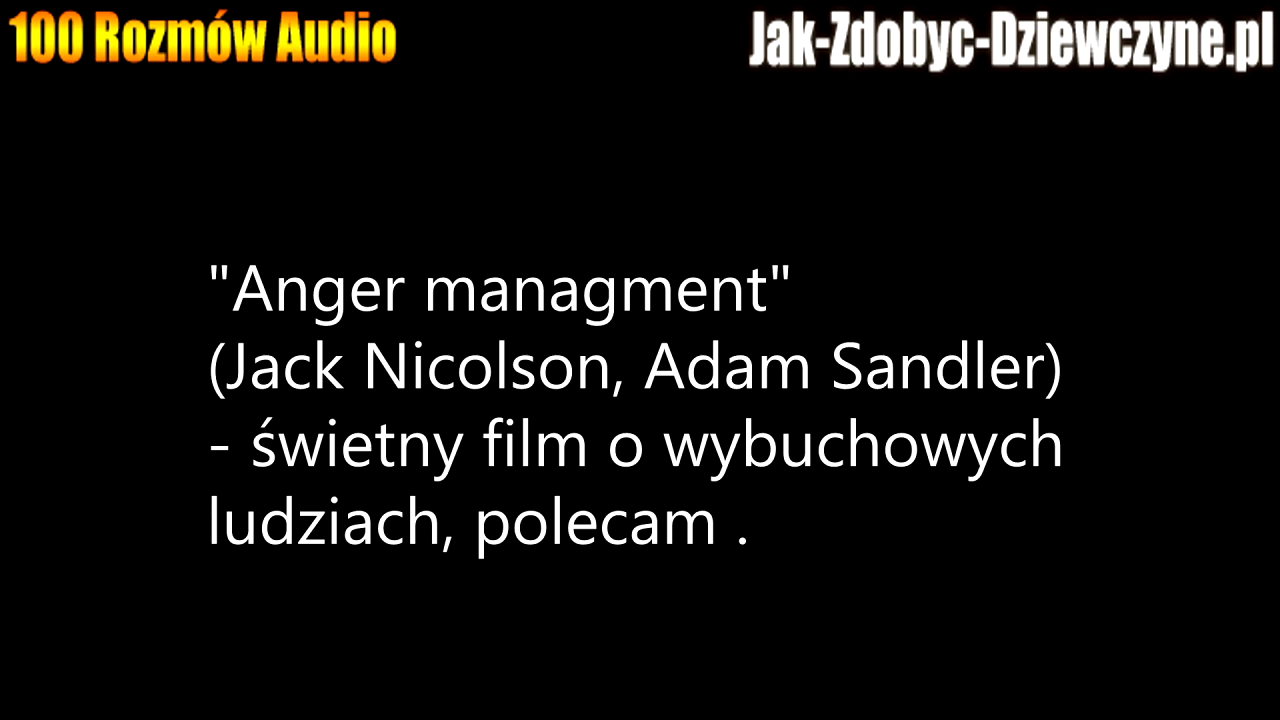 100 Rozmów Audio
Jak-Zdobyc-Dziewczyne.pl
"Anger managment"
(Jack Nicolson, Adam Sandler)
- świetny film o wybuchowych
ludziach, polecam .